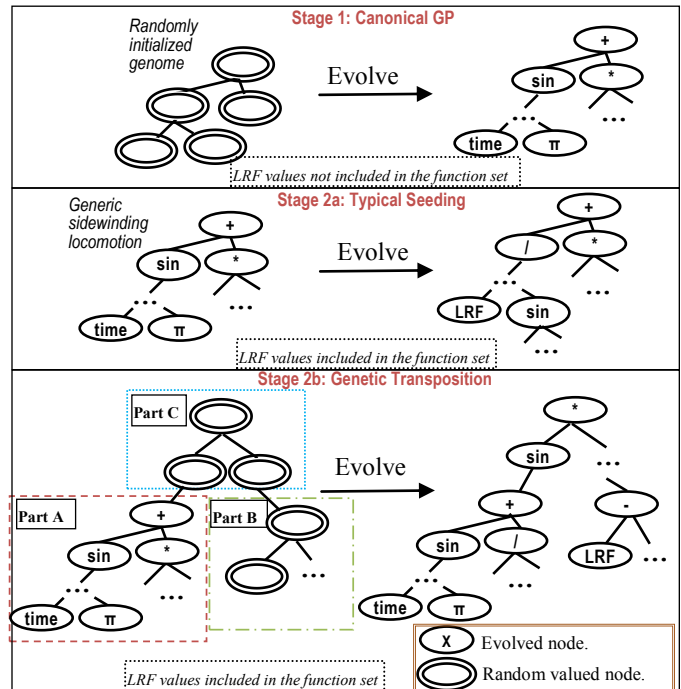 Stage 1: Canonical GP
Randomly
initialized
genome
Evolve
+
sin
*
...
...
time
π
LRF values not included in the function set
Stage 2a: Typical Seeding
Generic
sidewinding
locomotion
+
sin
*
...
...
time
π
Evolve
+
/
*
...
...
LRF
sin
...
LRF values included in the function set
Stage 2b: Genetic Transposition
Part C
Evolve
Part A
+
sin
*
...
...
time
π
Part B
...
*
sin
...
+
-
sin
/
LRF
...
...
...
time
π
LRF values included in the function set
X Evolved node.
Random valued node.